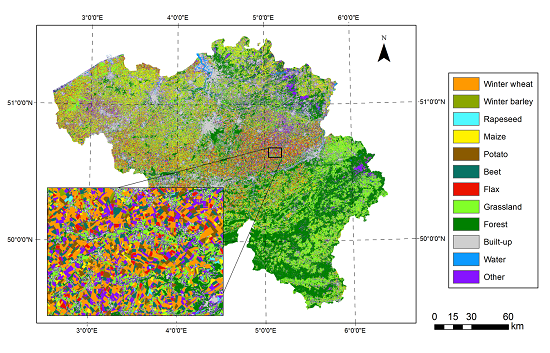 3°0'0"E 4°0'0"E 5°0'0"E 6°0'0"E
N
51°0'0"N
51°0'0"N
50°0'0"N
50°0'0"N
3°0'0"E 4°0'0"E 5°0'0"E 6°0'0"E
Winter wheat
Winter barley
Rapeseed
Maize
Potato
Beet
Flax
Grassland
Forest
Built-up
Water
Other
0 15 30 60
km